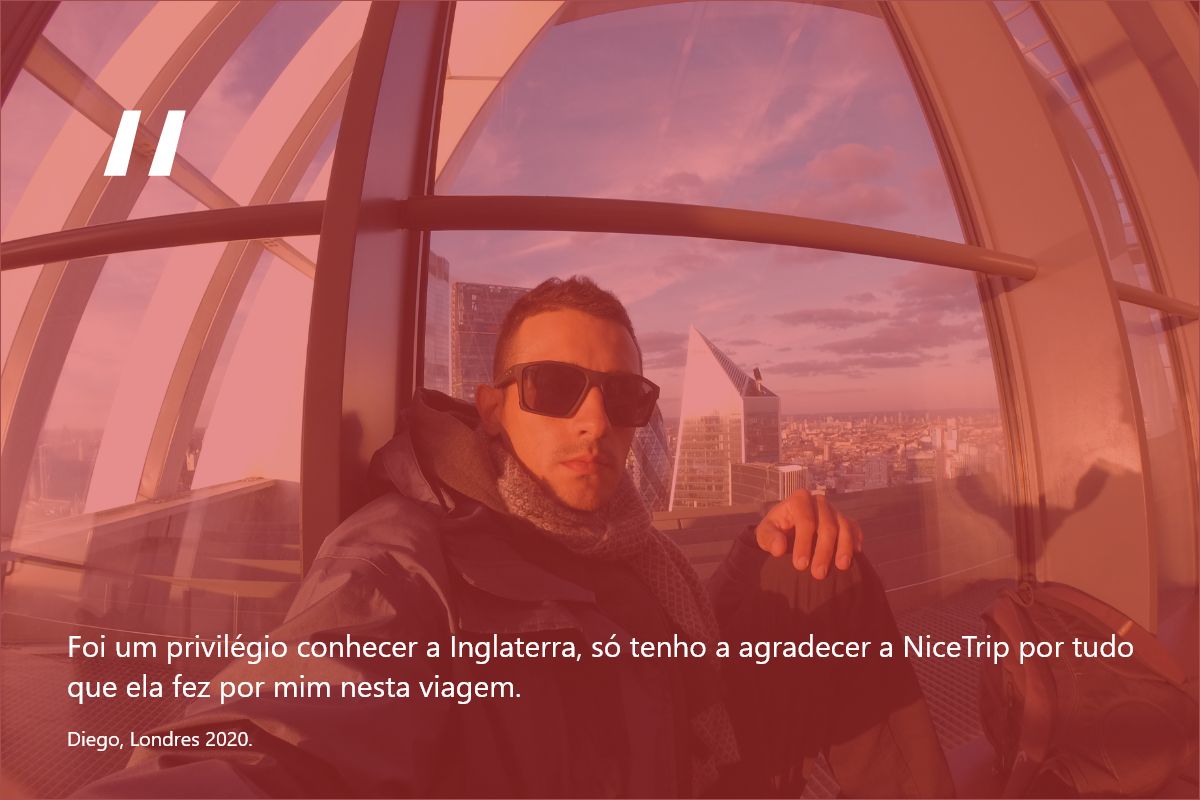 "
Foi um privilégio conhecer a Inglaterra, só tenho a agradecer a NiceTrip por tudo
que ela fez por mim nesta viagem.
Diego, Londres 2020.